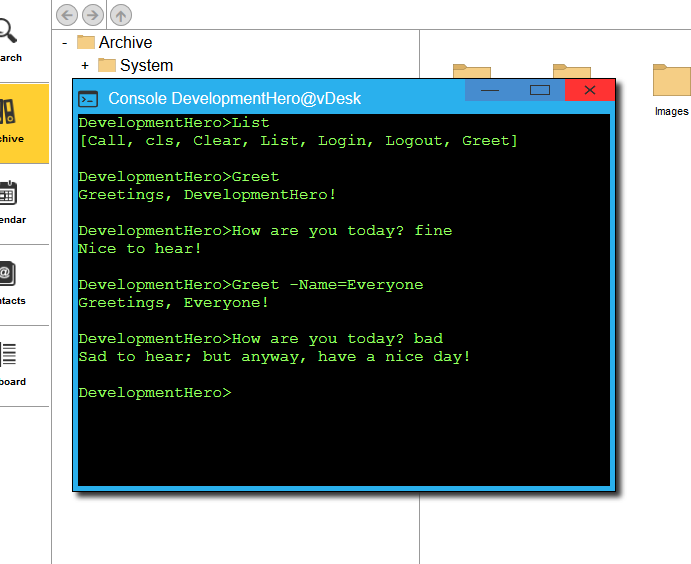 arch
chive
endar
ntacts
board
- Archive
+ System
Images
Console DevelopmentHero@vDesk
DevelopmentHero>List
[Call, cls, Clear, List, Login, Logout, Greet]
DevelopmentHero>Greet
Greetings, DevelopmentHero!
DevelopmentHero>How are you today? fine
Nice to hear!
DevelopmentHero>Greet -Name=Everyone
Greetings, Everyone!
DevelopmentHero>How are you today? bad
Sad to hear; but anyway, have a nice day!
DevelopmentHero>